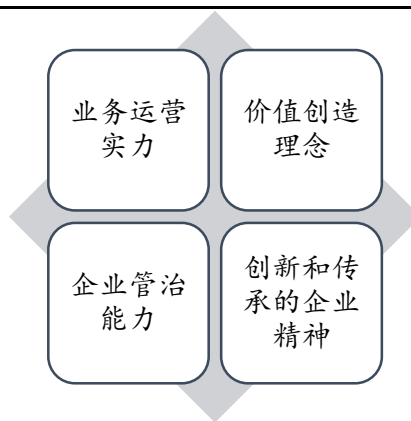 业务运营
实力
价值创造
理念
企业管治
能力
创新和传
承的企业
精神